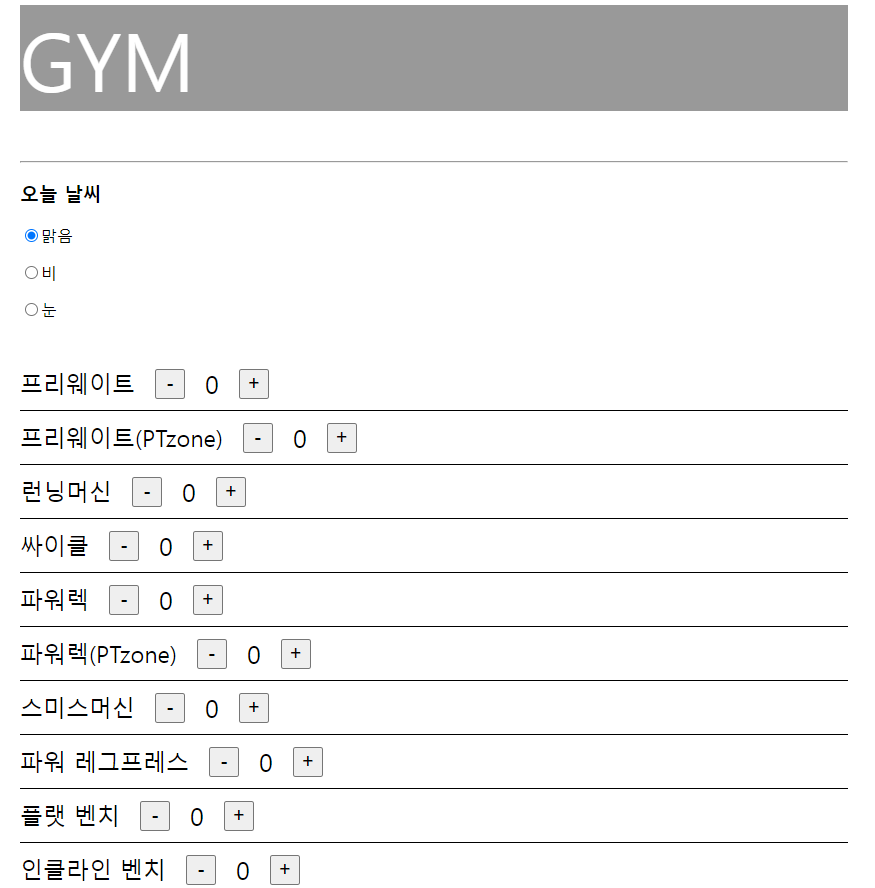 GYM
오늘 날씨
맑음
비
눈
프리웨이트 - 0 +
프리웨이트(PTzone) - 0 +
런닝머신 - 0 +
싸이클 - 0 +
파워렉 - 0 +
파워렉(PTzone) - 0 +
스미스머신 - 0 +
파워 레그프레스 - 0 +
플랫 벤치 - 0 +
인클라인 벤치 - 0 +